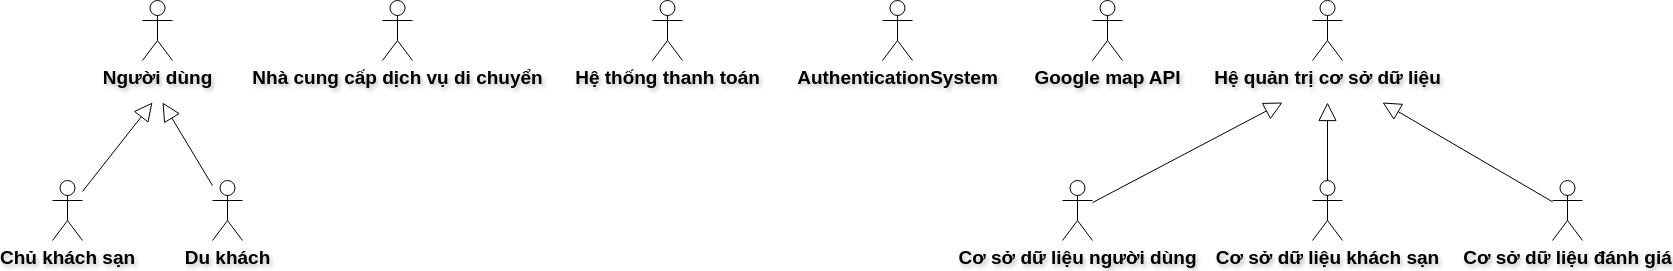 Người dùng
Nhà cung cấp dịch vụ di chuyển
Hệ thống thanh toán
AuthenticationSystem
Google map API
Hệ quản trị cơ sở dữ liệu
Chủ khách sạn
Du khách
Cơ sở dữ liệu người dùng
Cơ sở dữ liệu khách sạn
Cơ sở dữ liệu đánh giá